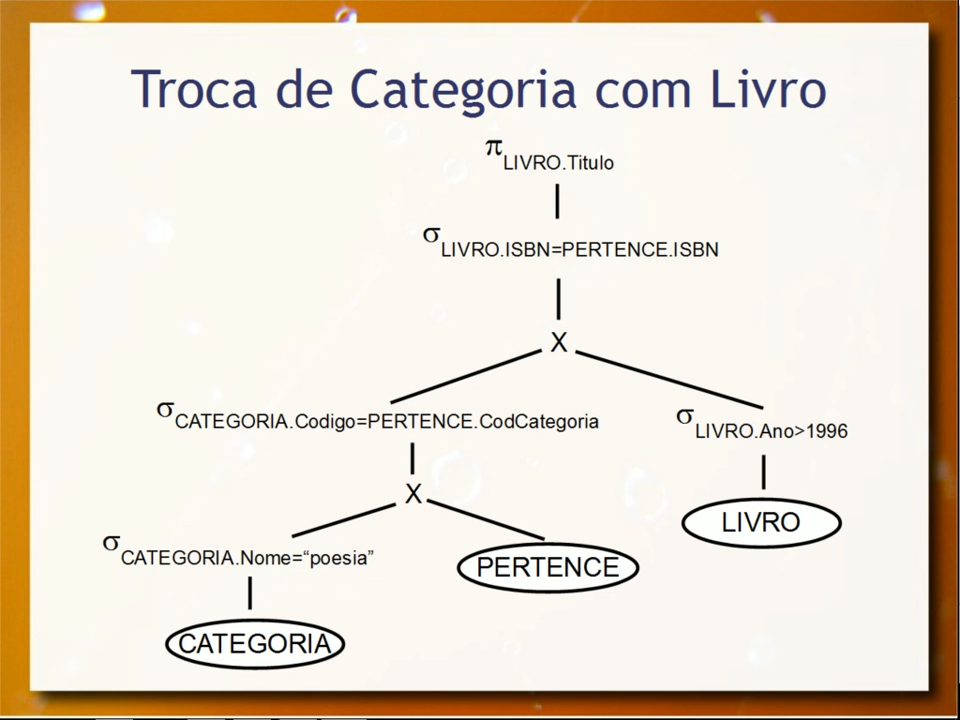 Troca de Categoria com Livro
π LIVRO.Titulo
σ LIVRO.ISBN=PERTENCE.ISBN
X
σ CATEGORIA.Codigo=PERTENCE.CodCategoria
σ LIVRO.Ano>1996
X
LIVRO
σ CATEGORIA.Nome=“poesia”
PERTENCE
CATEGORIA